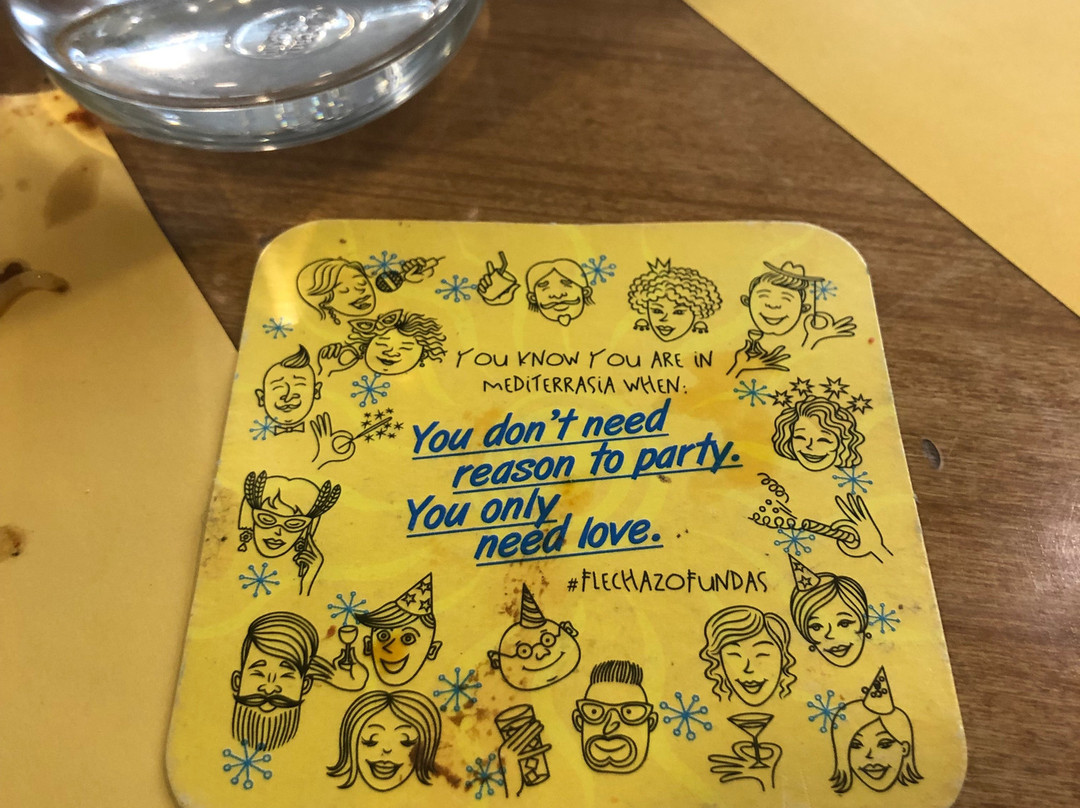 YOU KNOW YOU ARE IN
MEDITERRASIA WHEN:
You don't need
reason to party.
You only
need love.
#FLECHAZOFUNDAS